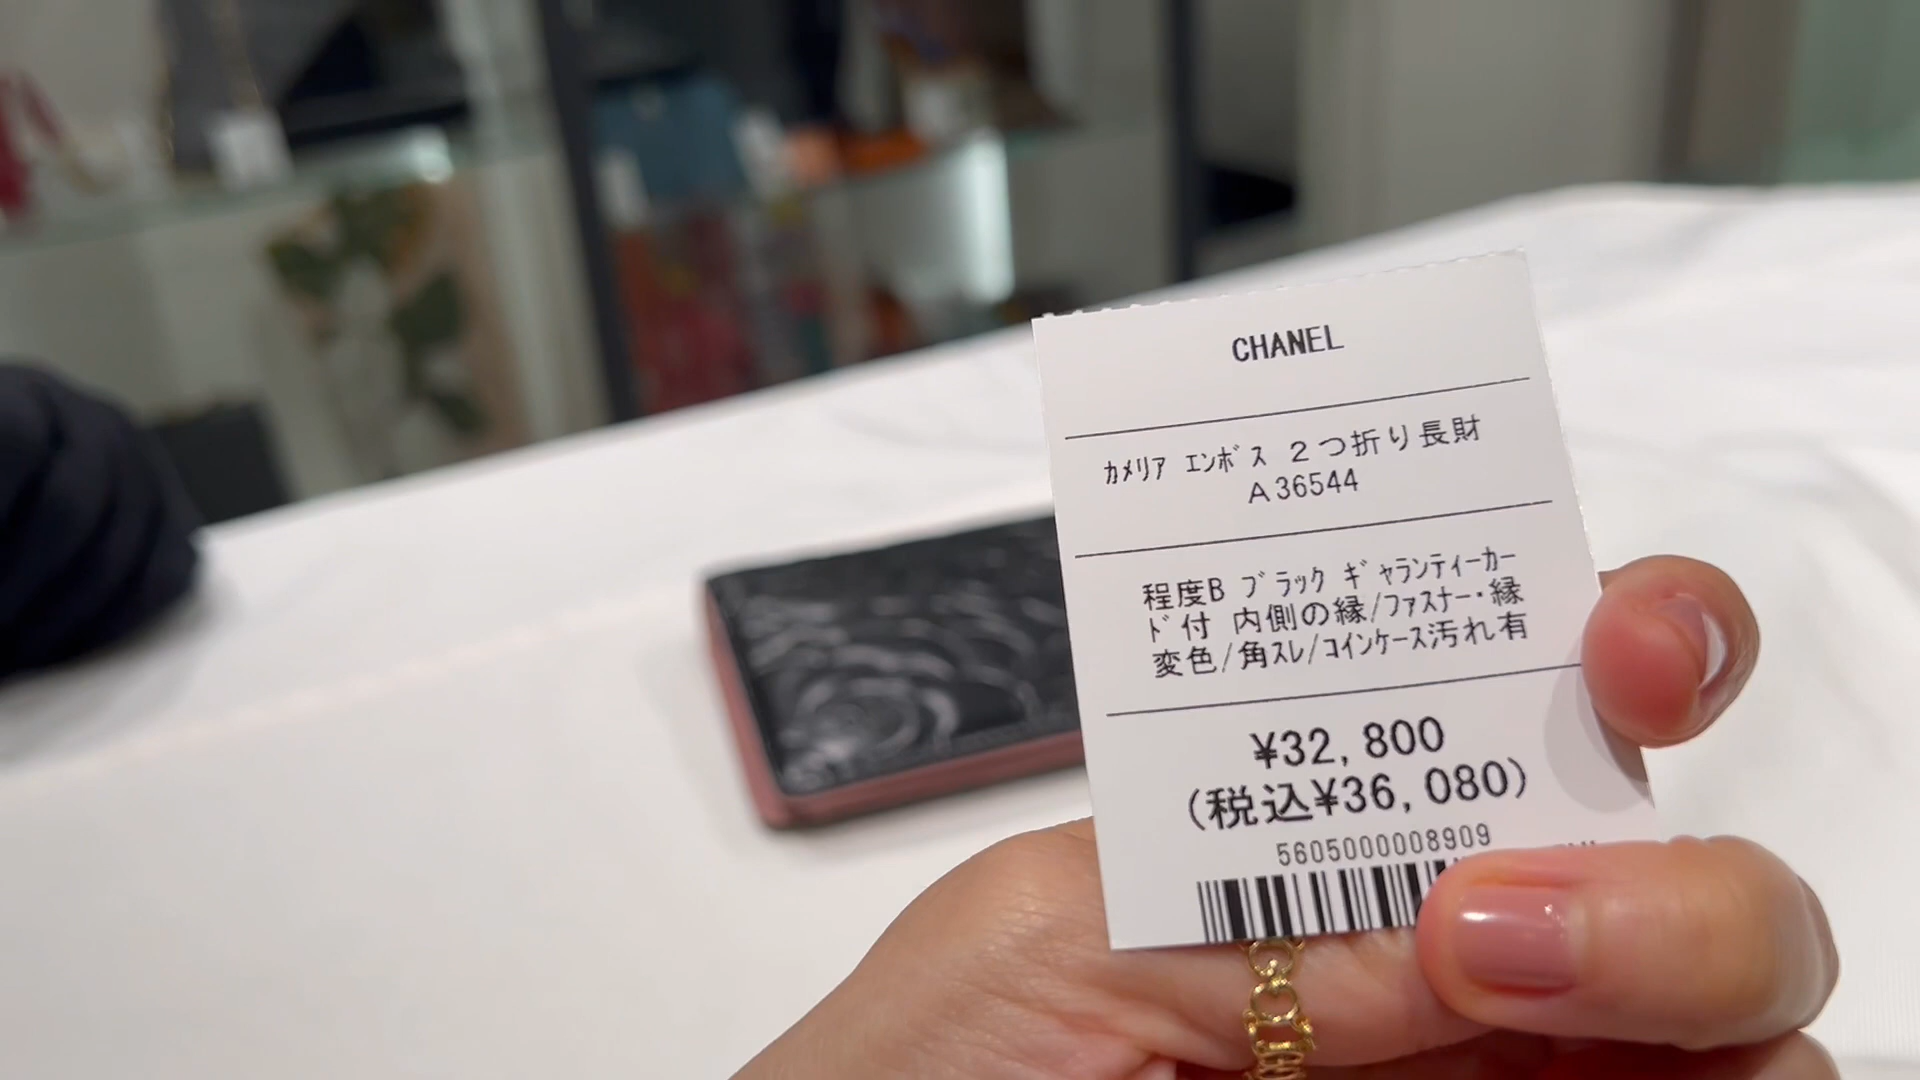 CHANEL
ｶﾒﾘｱ ｴﾝﾎﾞｽ ２つ折り長財
Ａ36544
程度B ﾌﾞﾗｯｸ ｷﾞｬﾗﾝﾃｨｰｶｰ
ﾄﾞ付 内側の縁/ﾌｧｽﾅｰ・縁
変色/角ｽﾚ/ｺｲﾝｹｰｽ汚れ有
¥32,800
(税込¥36,080)
5605000008909